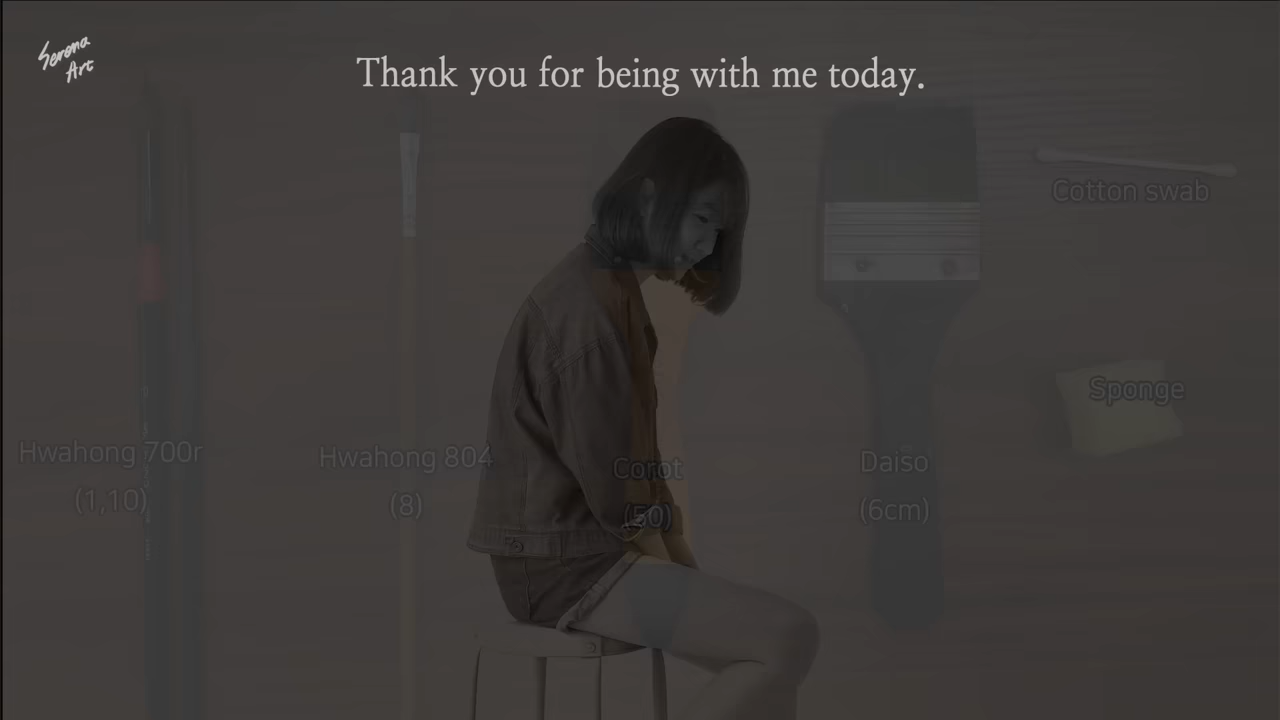 Serona
Art
Thank you for being with me today.
Cotton swab
Sponge
Hwahong 700r
(1,10)
Hwahong 804
(8)
Corot
(50)
Daiso
(6cm)